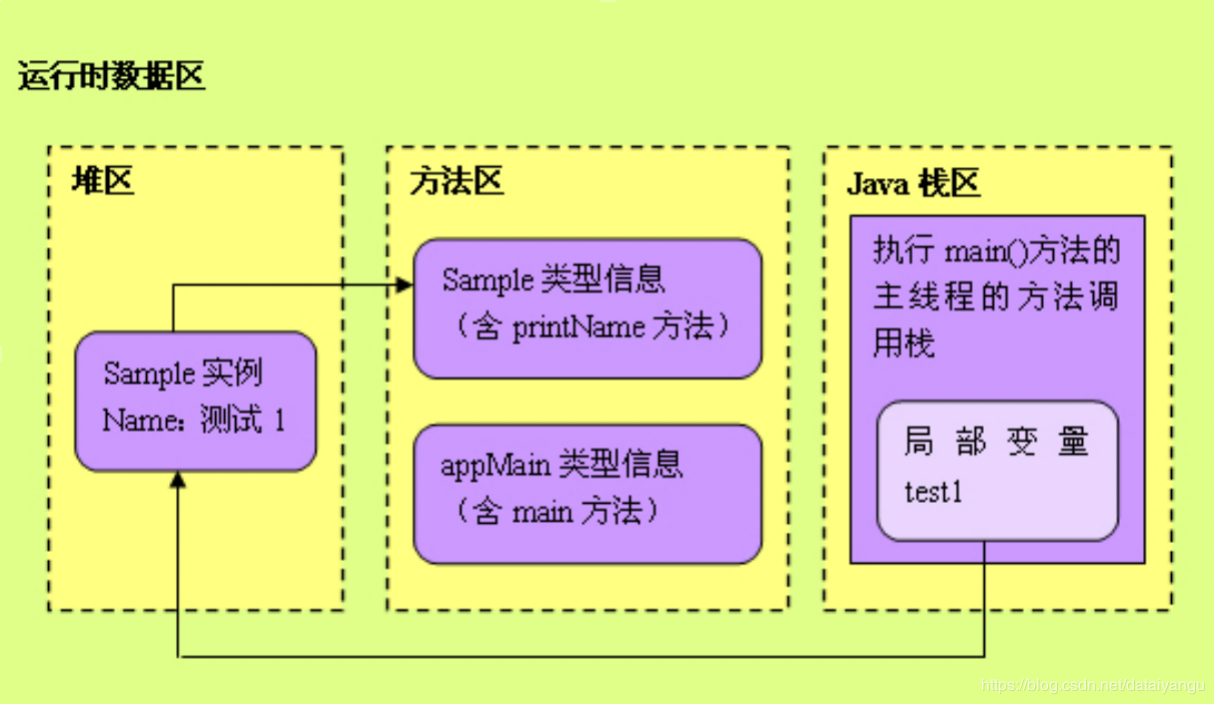 运行时数据区
堆区
Sample 实例
Name：测试 1
方法区
Sample 类型信息
（含 printName 方法）
appMain 类型信息
（含 main 方法）
Java 栈区
执行 main()方法的
主线程的方法调
用栈
局部变量
test1
https://blog.csdn.net/dataiyangu